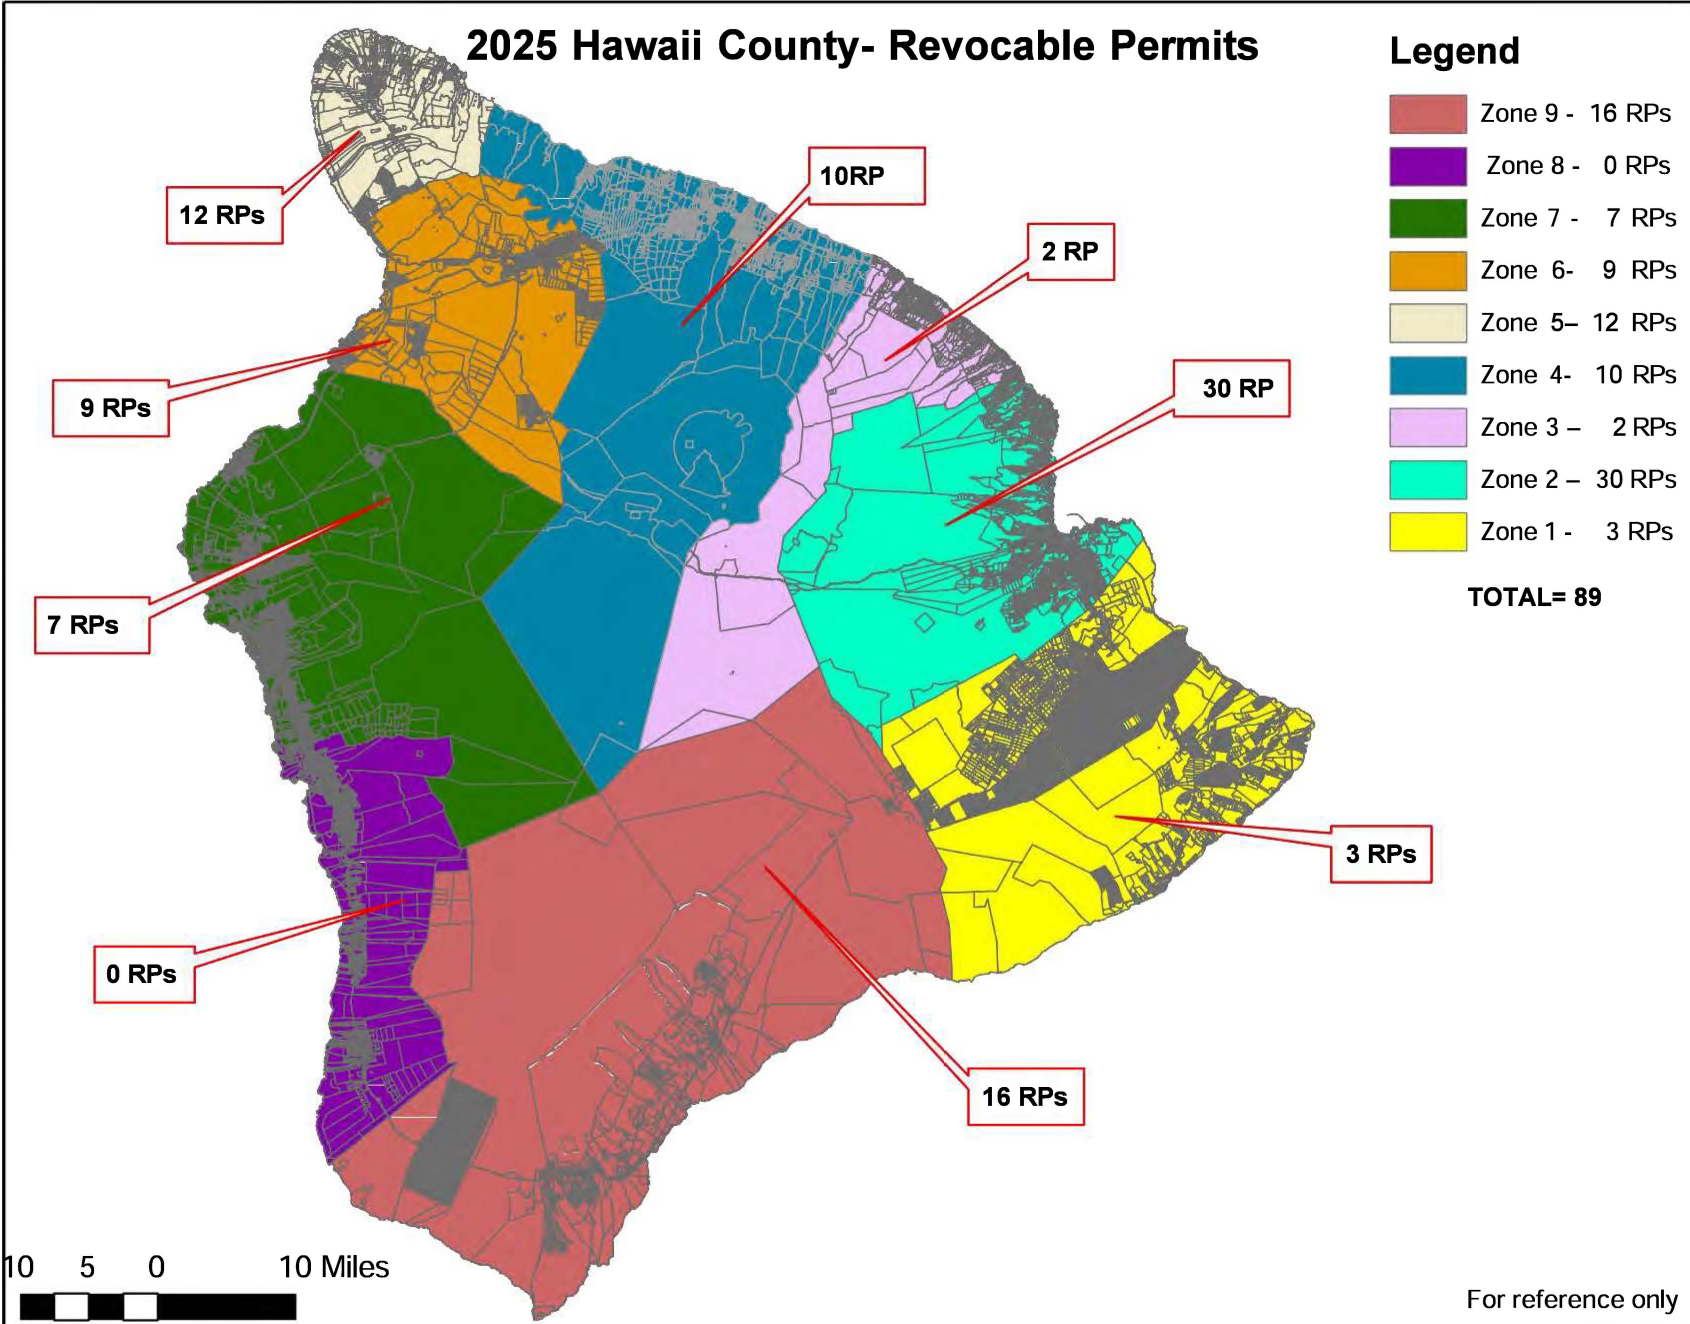 2025 Hawaii County- Revocable Permits
Legend
Zone 9 - 16 RPs
Zone 8 - 0 RPs
Zone 7 - 7 RPs
Zone 6- 9 RPs
Zone 5– 12 RPs
Zone 4- 10 RPs
Zone 3 – 2 RPs
Zone 2 – 30 RPs
Zone 1 - 3 RPs
TOTAL= 89
12 RPs
10RP
2 RP
30 RP
9 RPs
7 RPs
3 RPs
0 RPs
16 RPs
10 5 0 10 Miles
For reference only